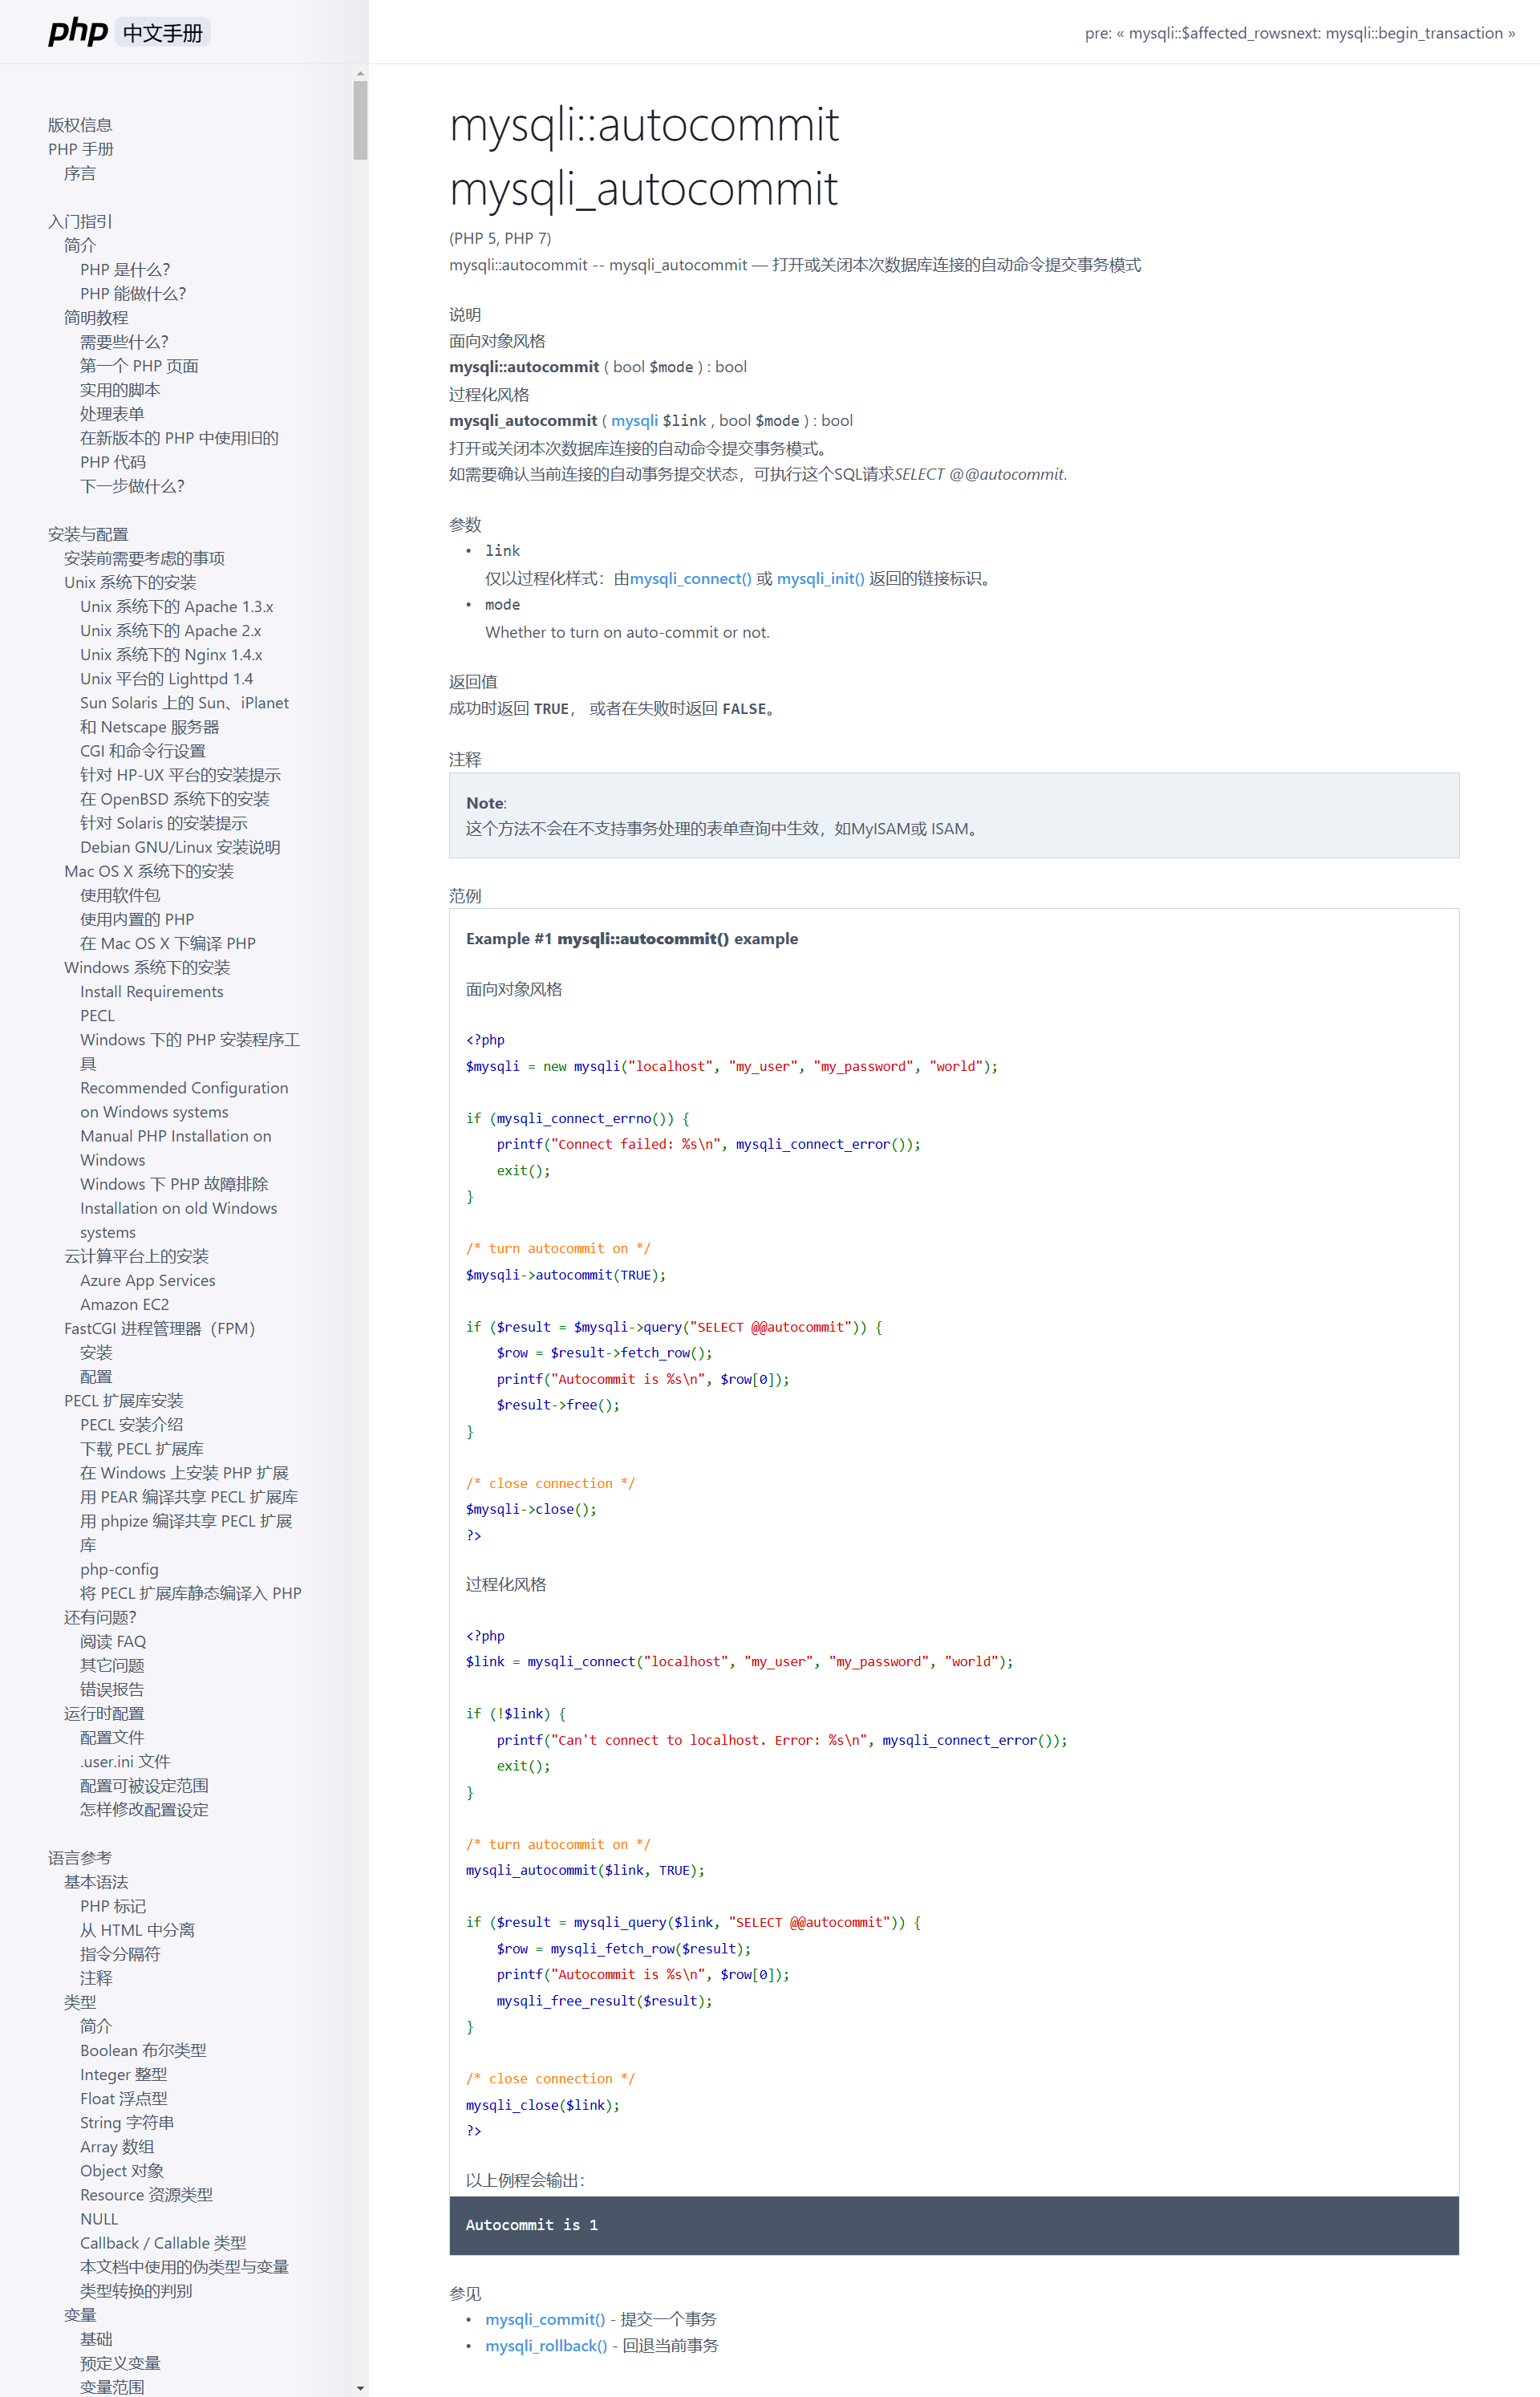 php 中文手册
pre: « mysqli::$affected_rowsnext: mysqli::begin_transaction »
版权信息
PHP 手册
序言
入门指引
简介
PHP 是什么？
PHP 能做什么？
简明教程
需要些什么？
第一个 PHP 页面
实用的脚本
处理表单
在新版本的 PHP 中使用旧的
PHP 代码
下一步做什么？
安装与配置
安装前需要考虑的事项
Unix 系统下的安装
Unix 系统下的 Apache 1.3.x
Unix 系统下的 Apache 2.x
Unix 系统下的 Nginx 1.4.x
Unix 平台的 Lighttpd 1.4
Sun Solaris 上的 Sun、iPlanet
和 Netscape 服务器
CGI 和命令行设置
针对 HP-UX 平台的安装提示
在 OpenBSD 系统下的安装
针对 Solaris 的安装提示
Debian GNU/Linux 安装说明
Mac OS X 系统下的安装
使用软件包
使用内置的 PHP
在 Mac OS X 下编译 PHP
Windows 系统下的安装
Install Requirements
PECL
Windows 下的 PHP 安装程序工
具
Recommended Configuration
on Windows systems
Manual PHP Installation on
Windows
Windows 下 PHP 故障排除
Installation on old Windows
systems
云计算平台上的安装
Azure App Services
Amazon EC2
FastCGI 进程管理器（FPM）
安装
配置
PECL 扩展库安装
PECL 安装介绍
下载 PECL 扩展库
在 Windows 上安装 PHP 扩展
用 PEAR 编译共享 PECL 扩展库
用 phpize 编译共享 PECL 扩展
库
php-config
将 PECL 扩展库静态编译入 PHP
还有问题？
阅读 FAQ
其它问题
错误报告
运行时配置
配置文件
.user.ini 文件
配置可被设定范围
怎样修改配置设定
语言参考
基本语法
PHP 标记
从 HTML 中分离
指令分隔符
注释
类型
简介
Boolean 布尔类型
Integer 整型
Float 浮点型
String 字符串
Array 数组
Object 对象
Resource 资源类型
NULL
Callback / Callable 类型
本文档中使用的伪类型与变量
类型转换的判别
变量
基础
预定义变量
变量范围
mysqli::autocommit
mysqli_autocommit
(PHP 5, PHP 7)
mysqli::autocommit -- mysqli_autocommit — 打开或关闭本次数据库连接的自动命令提交事务模式
说明
面向对象风格
mysqli::autocommit ( bool $mode ) : bool
过程化风格
mysqli_autocommit ( mysqli $link , bool $mode ) : bool
打开或关闭本次数据库连接的自动命令提交事务模式。
如需要确认当前连接的自动事务提交状态，可执行这个SQL请求SELECT @@autocommit.
参数
• link
仅以过程化样式：由mysqli_connect() 或 mysqli_init() 返回的链接标识。
• mode
Whether to turn on auto-commit or not.
返回值
成功时返回 TRUE， 或者在失败时返回 FALSE。
注释
Note:
这个方法不会在不支持事务处理的表单查询中生效，如MyISAM或 ISAM。
范例
Example #1 mysqli::autocommit() example
面向对象风格
<?php
$mysqli = new mysqli("localhost", "my_user", "my_password", "world");
if (mysqli_connect_errno()) {
    printf("Connect failed: %s\n", mysqli_connect_error());
    exit();
}
/* turn autocommit on */
$mysqli->autocommit(TRUE);
if ($result = $mysqli->query("SELECT @@autocommit")) {
    $row = $result->fetch_row();
    printf("Autocommit is %s\n", $row[0]);
    $result->free();
}
/* close connection */
$mysqli->close();
?>
过程化风格
<?php
$link = mysqli_connect("localhost", "my_user", "my_password", "world");
if (!$link) {
    printf("Can't connect to localhost. Error: %s\n", mysqli_connect_error());
    exit();
}
/* turn autocommit on */
mysqli_autocommit($link, TRUE);
if ($result = mysqli_query($link, "SELECT @@autocommit")) {
    $row = mysqli_fetch_row($result);
    printf("Autocommit is %s\n", $row[0]);
    mysqli_free_result($result);
}
/* close connection */
mysqli_close($link);
?>
以上例程会输出：
Autocommit is 1
参见
• mysqli_commit() - 提交一个事务
• mysqli_rollback() - 回退当前事务